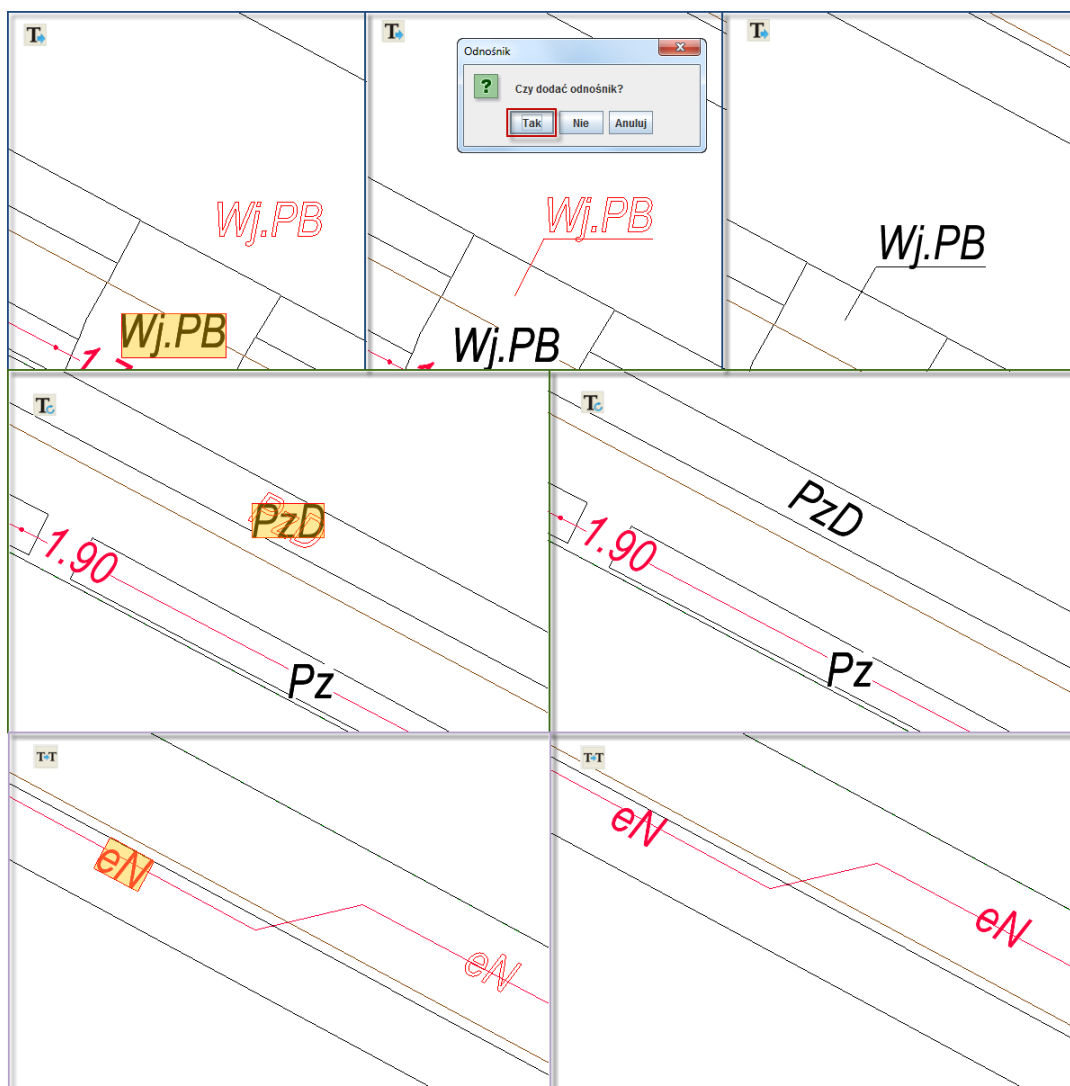 T
T
Odnośnik
x
?
Czy dodać odnośnik?
Tak
Nie
Anuluj
T
Wj.PB
Wj.PB
Wj.PB
Wj.PB
Wj.PB
T
PzD
PzD
1.90
Pz
T
PzD
1.90
Pz
T+T
eN
eN
T+T
eN
eN